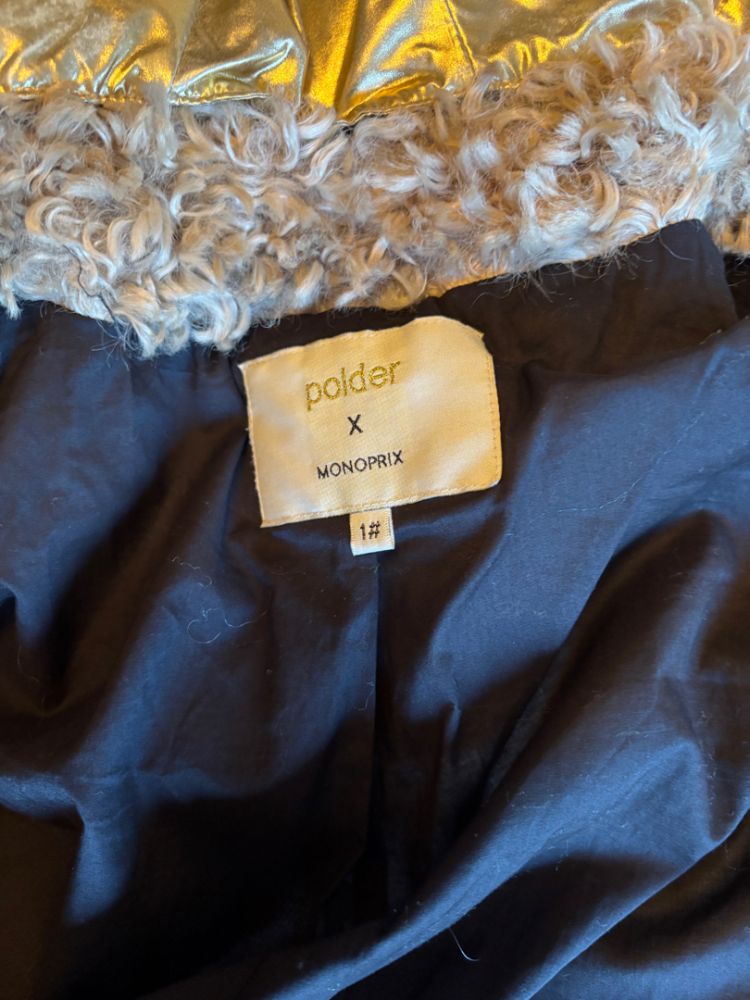 polder
X
MONOPRIX
1#